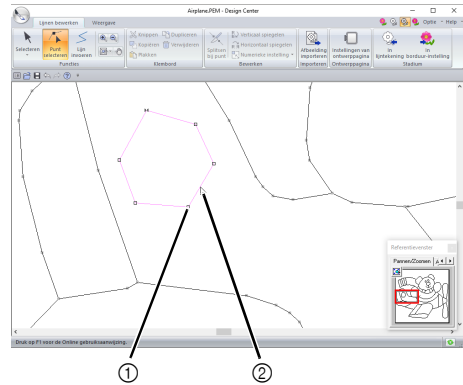 Airplane.PEM - Design Center
Lijnen bewerken Weergave Optie Help
Selecteren
Punt selecteren
Lijn invoeren
Functies
Knippen Dupliceren
Kopiëren Verwijderen
Plakken
Klembord
Splitsen bij punt
Verticaal spiegelen
Horizontaal spiegelen
Numerieke instelling
Bewerken
Afbeelding importeren
Importeren
Instellingen van ontwerppagina
Ontwerppagina
In lijntekening
In borduur-instelling
Stadium
Referentievenster
Pannen/Zoomen
Druk op F1 voor de Online gebruiksaanwijzing.
① ②